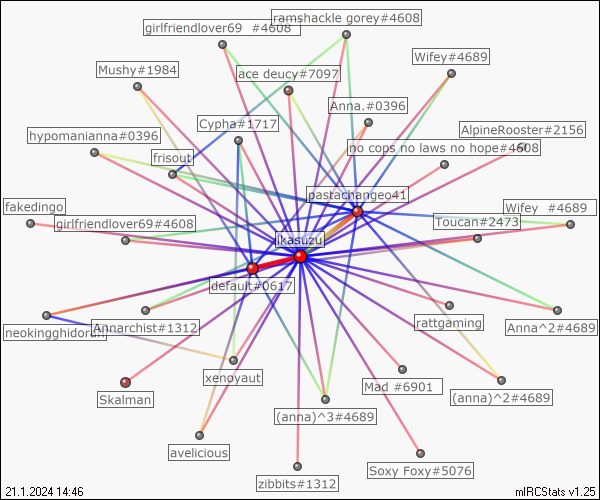 ramshackle gorey#4608
girlfriendlover69 #4608
Wifey#4689
Mushy#1984
ace deucy#7097
Anna.#0396
Cypha#1717
AlpineRooster#2156
hypomanianna#0396
no cops no laws no hope#4608
frisout
pastachangeo41
fakedingo
Wifey #4689
girlfriendlover69#4608
Toucan#2473
ikasuzu
default#0617
neokingghidorah
Annarchist#1312
rattgaming
Anna^2#4689
xenoyaut
Mad #6901
Skalman
(anna)^2#4689
(anna)^3#4689
avelicious
Soxy Foxy#5076
zibbits#1312
21.1.2024 14:46
mIRCStats v1.25